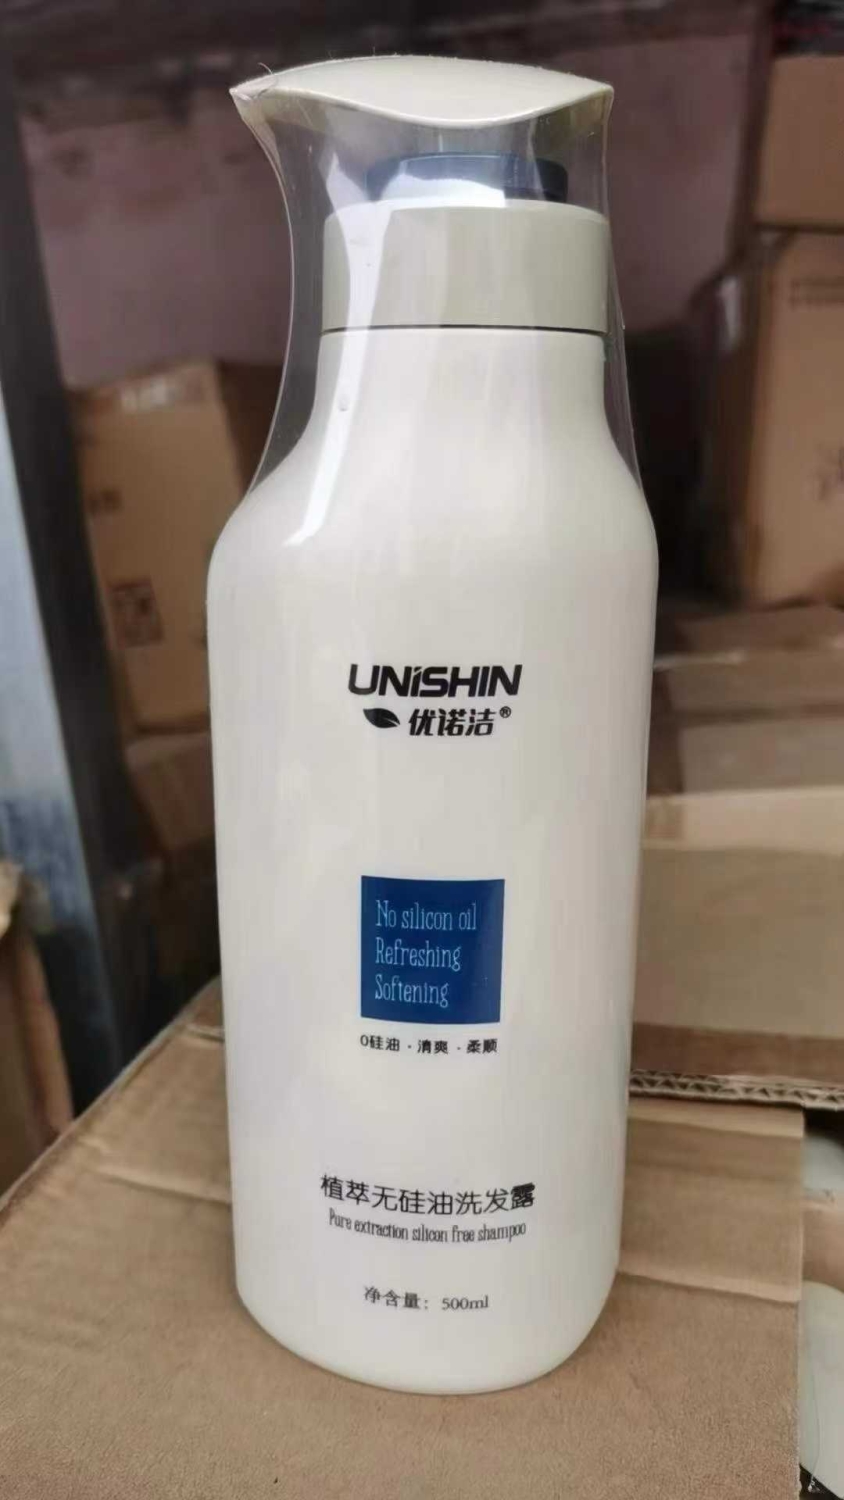 UNiSHIN
优诺洁®
No silicon oil
Refreshing
Softening
0硅油·清爽·柔顺
植萃无硅油洗发露
Pure extraction silicon free shampoo
净含量：500ml